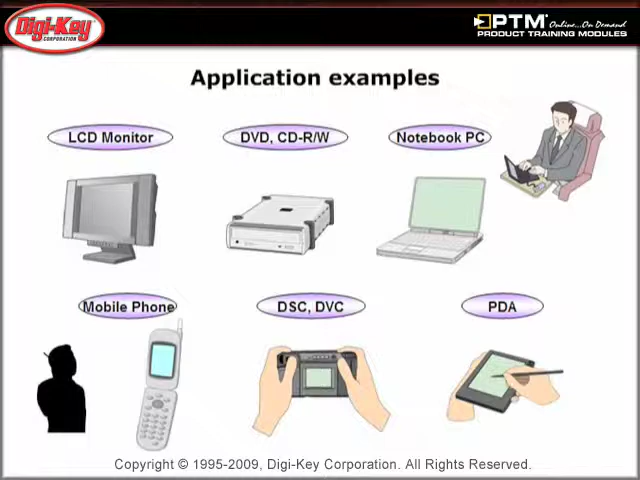 Digi-Key
CORPORATION
PTM Online...On Demand
PRODUCT TRAINING MODULES
Application examples
LCD Monitor
DVD, CD-R/W
Notebook PC
Mobile Phone
DSC, DVC
PDA
Copyright © 1995-2009, Digi-Key Corporation. All Rights Reserved.